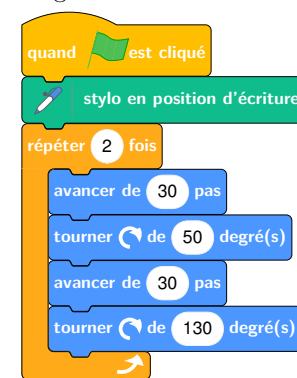 quand est cliqué
stylo en position d'écriture
répéter 2 fois
avancer de 30 pas
tourner de 50 degré(s)
avancer de 30 pas
tourner de 130 degré(s)